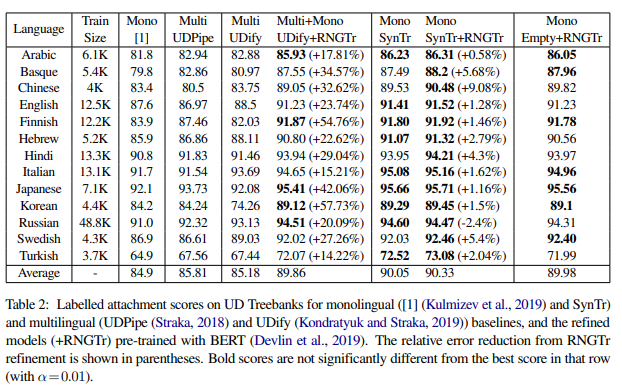 Language Train Size Mono [1] Multi UDPipe Multi UDify Multi+Mono UDify+RNGTr Mono SynTr Mono SynTr+RNGTr Mono Empty+RNGTr
Arabic 6.1K 81.8 82.94 82.88 85.93 (+17.81%) 86.23 86.31 (+0.58%) 86.05
Basque 5.4K 79.8 82.86 80.97 87.55 (+34.57%) 87.49 88.2 (+5.68%) 87.96
Chinese 4K 83.4 80.5 83.75 89.05 (+32.62%) 89.53 90.48 (+9.08%) 89.82
English 12.5K 87.6 86.97 88.5 91.23 (+23.74%) 91.41 91.52 (+1.28%) 91.23
Finnish 12.2K 83.9 87.46 82.03 91.87 (+54.76%) 91.80 91.92 (+1.46%) 91.78
Hebrew 5.2K 85.9 86.86 88.11 90.80 (+22.62%) 91.07 91.32 (+2.79%) 90.56
Hindi 13.3K 90.8 91.83 91.46 93.94 (+29.04%) 93.95 94.21 (+4.3%) 93.97
Italian 13.1K 91.7 91.54 93.69 94.65 (+15.21%) 95.08 95.16 (+1.62%) 94.96
Japanese 7.1K 92.1 93.73 92.08 95.41 (+42.06%) 95.66 95.71 (+1.16%) 95.56
Korean 4.4K 84.2 84.24 74.26 89.12 (+57.73%) 89.29 89.45 (+1.5%) 89.1
Russian 48.8K 91.0 92.32 93.13 94.51 (+20.09%) 94.60 94.47 (-2.4%) 94.31
Swedish 4.3K 86.9 86.61 89.03 92.02 (+27.26%) 92.03 92.46 (+5.4%) 92.40
Turkish 3.7K 64.9 67.56 67.44 72.07 (+14.22%) 72.52 73.08 (+2.04%) 71.99
Average - 84.9 85.81 85.18 89.86 90.05 90.33 89.98
Table 2: Labelled attachment scores on UD Treebanks for monolingual ([1] (Kulmizev et al., 2019) and SynTr)
and multilingual (UDPipe (Straka, 2018) and UDify (Kondratyuk and Straka, 2019)) baselines, and the refined
models (+RNGTr) pre-trained with BERT (Devlin et al., 2019). The relative error reduction from RNGTr
refinement is shown in parentheses. Bold scores are not significantly different from the best score in that row
(with α=0.01).